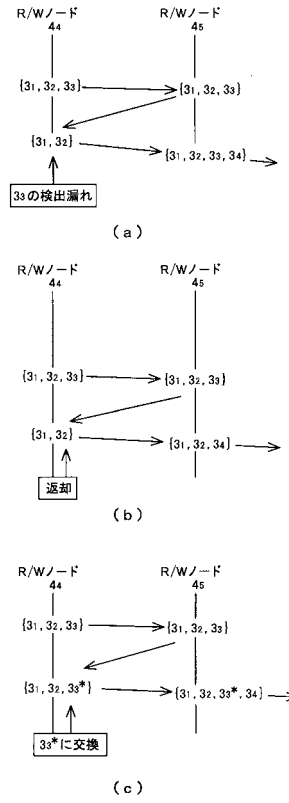 R/Wノード R/Wノード
4₄ 4₅
{3₁, 3₂, 3₃} {3₁, 3₂, 3₃}
{3₁, 3₂} {3₁, 3₂, 3₃, 3₄}
3₃の検出漏れ
(a)
R/Wノード R/Wノード
4₄ 4₅
{3₁, 3₂, 3₃} {3₁, 3₂, 3₃}
{3₁, 3₂} {3₁, 3₂, 3₄}
返却
(b)
R/Wノード R/Wノード
4₄ 4₅
{3₁, 3₂, 3₃} {3₁, 3₂, 3₃}
{3₁, 3₂, 3₃*} {3₁, 3₂, 3₃*, 3₄}
3₃*に交換
(c)